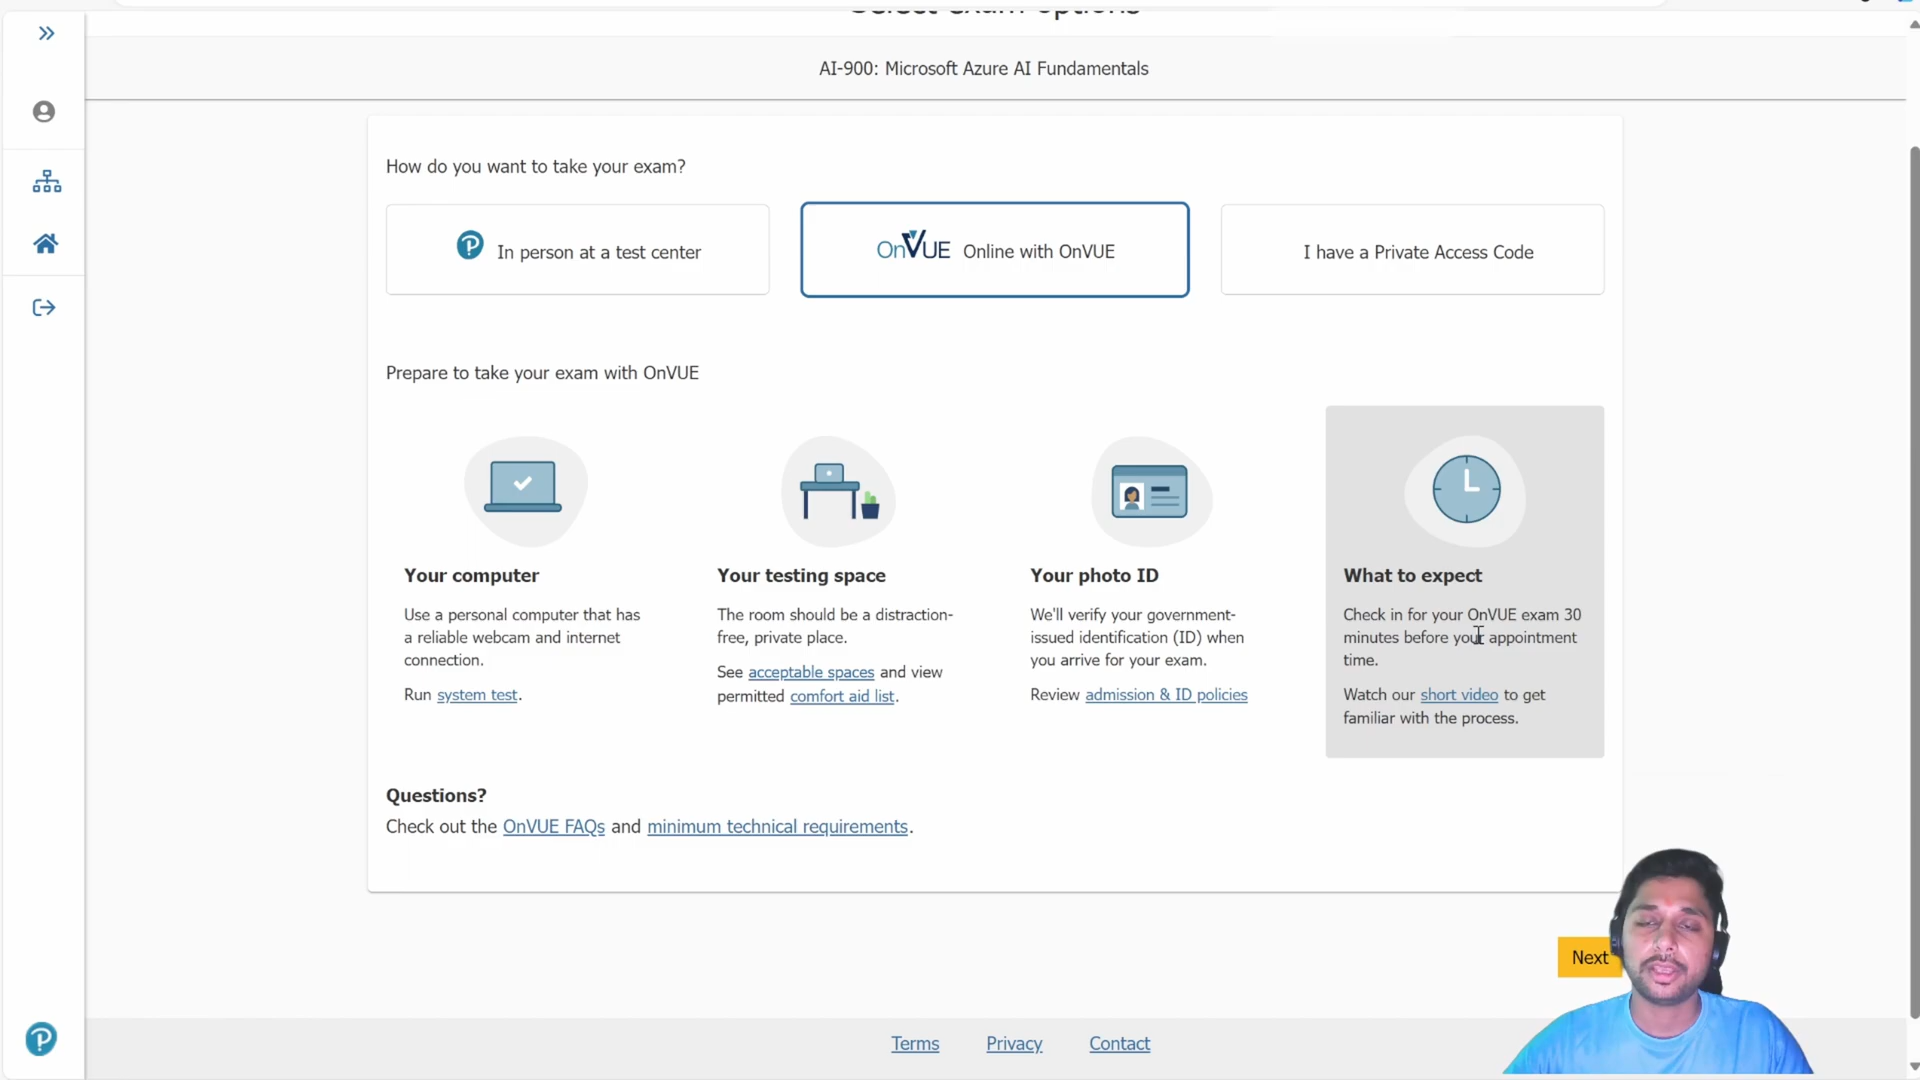 Select exam options
AI-900: Microsoft Azure AI Fundamentals
How do you want to take your exam?
In person at a test center
OnVUE Online with OnVUE
I have a Private Access Code
Prepare to take your exam with OnVUE
Your computer
Use a personal computer that has
a reliable webcam and internet
connection.
Run system test.
Your testing space
The room should be a distraction-
free, private place.
See acceptable spaces and view
permitted comfort aid list.
Your photo ID
We'll verify your government-
issued identification (ID) when
you arrive for your exam.
Review admission & ID policies
What to expect
Check in for your OnVUE exam 30
minutes before your appointment
time.
Watch our short video to get
familiar with the process.
Questions?
Check out the OnVUE FAQs and minimum technical requirements.
Next
Terms
Privacy
Contact